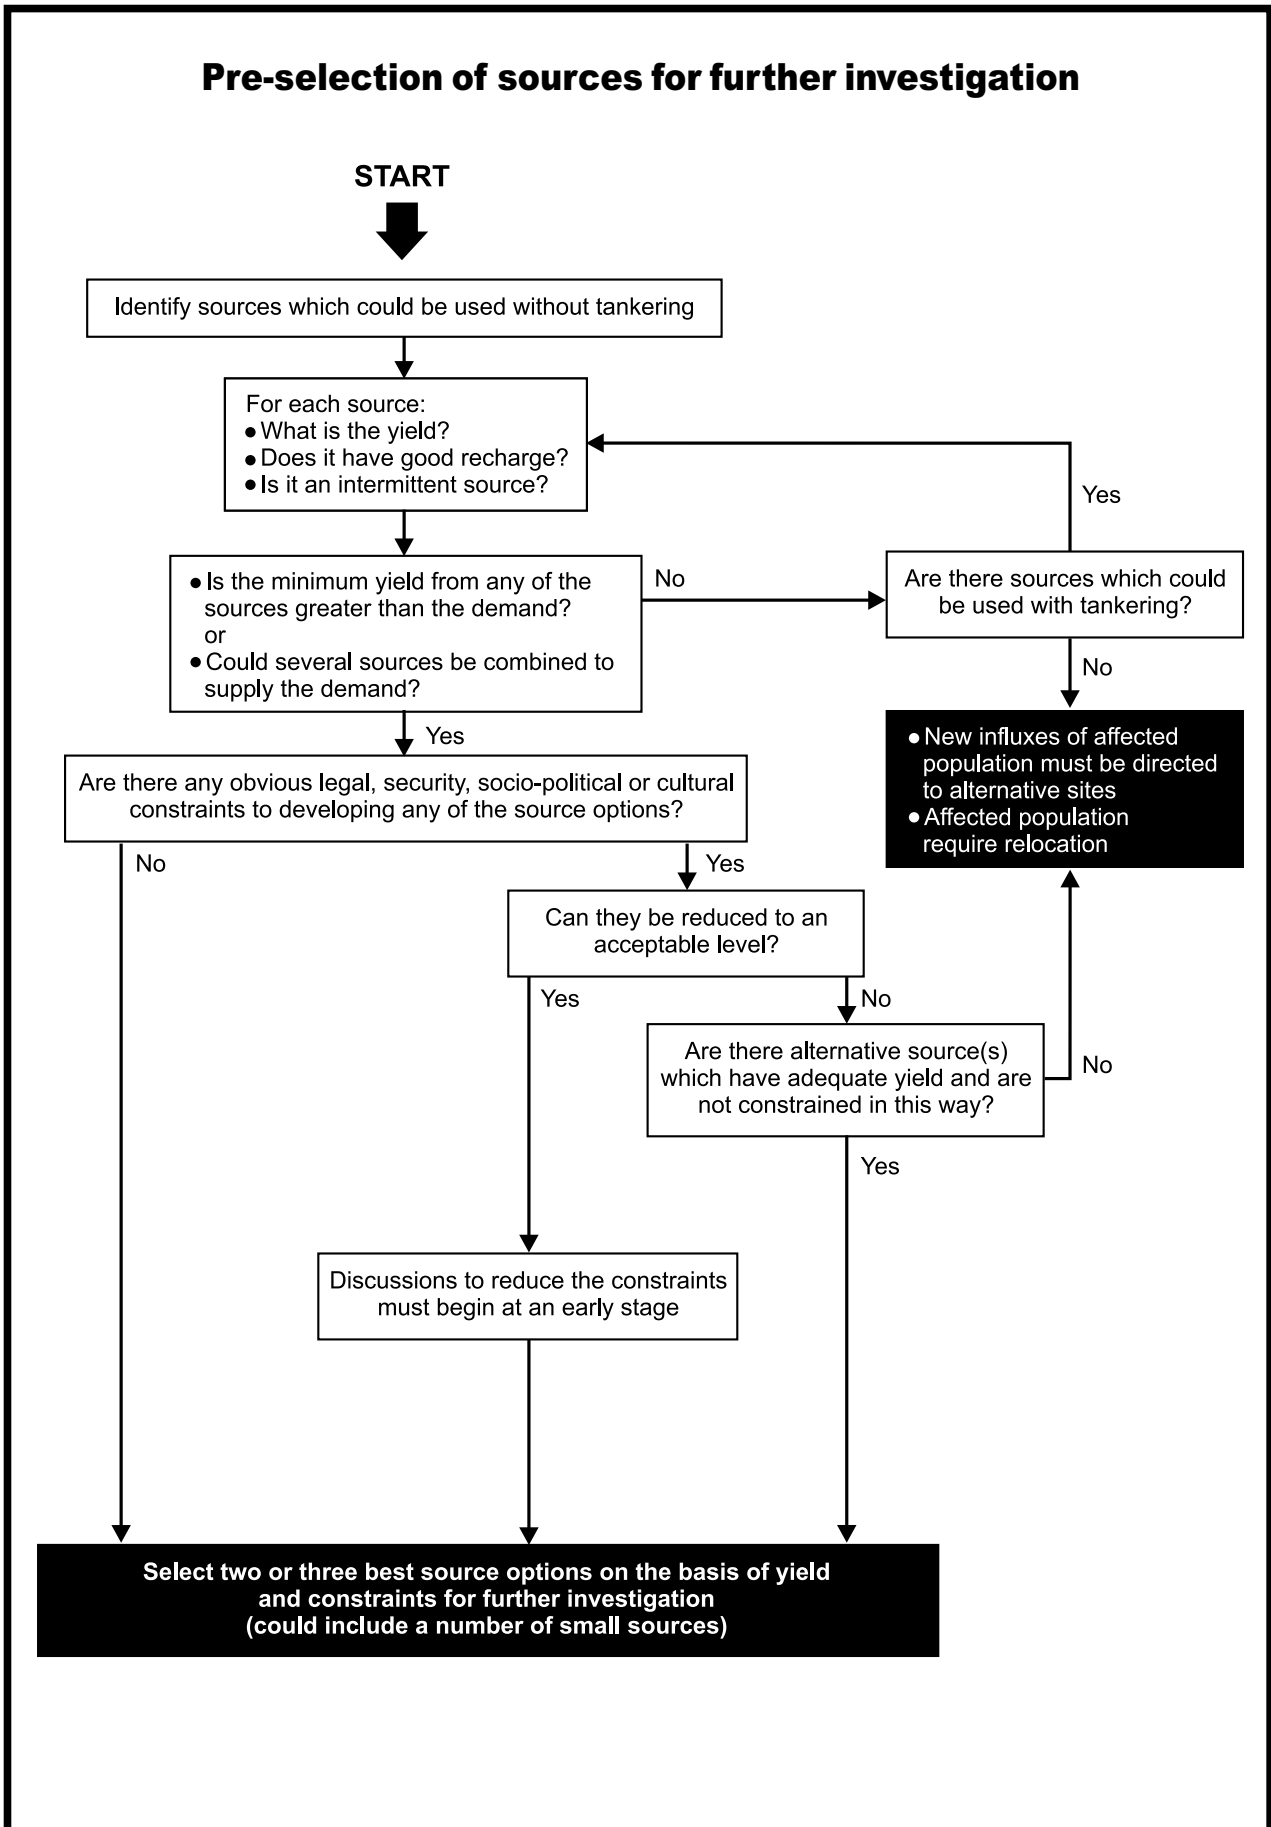 Pre-selection of sources for further investigation
START
Identify sources which could be used without tankering
For each source:
● What is the yield?
● Does it have good recharge?
● Is it an intermittent source?
Yes
● Is the minimum yield from any of the
sources greater than the demand?
or
● Could several sources be combined to
supply the demand?
No
Are there sources which could
be used with tankering?
No
Yes
● New influxes of affected
population must be directed
to alternative sites
● Affected population
require relocation
Are there any obvious legal, security, socio-political or cultural
constraints to developing any of the source options?
No
Yes
Can they be reduced to an
acceptable level?
Yes
No
Are there alternative source(s)
which have adequate yield and are
not constrained in this way?
No
Yes
Discussions to reduce the constraints
must begin at an early stage
Select two or three best source options on the basis of yield
and constraints for further investigation
(could include a number of small sources)